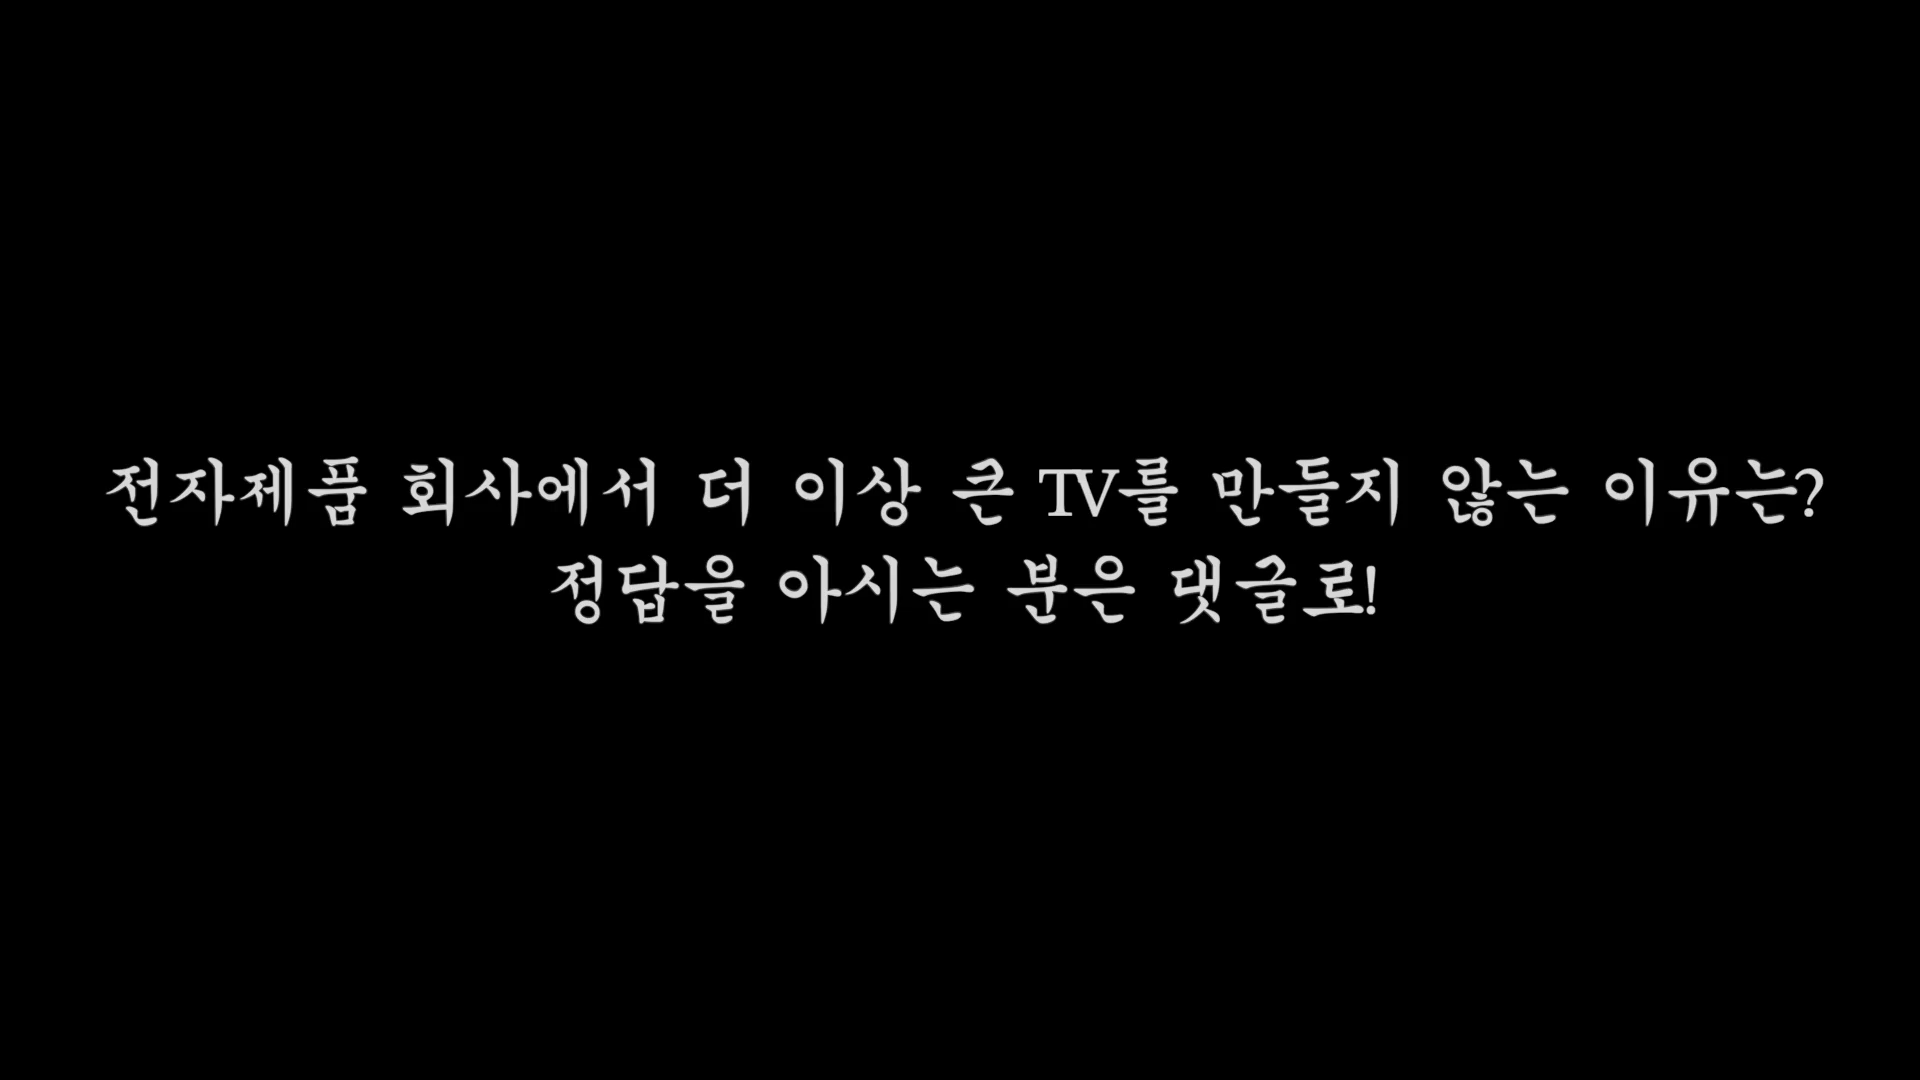 전자제품 회사에서 더 이상 큰 TV를 만들지 않는 이유는?
정답을 아시는 분은 댓글로!